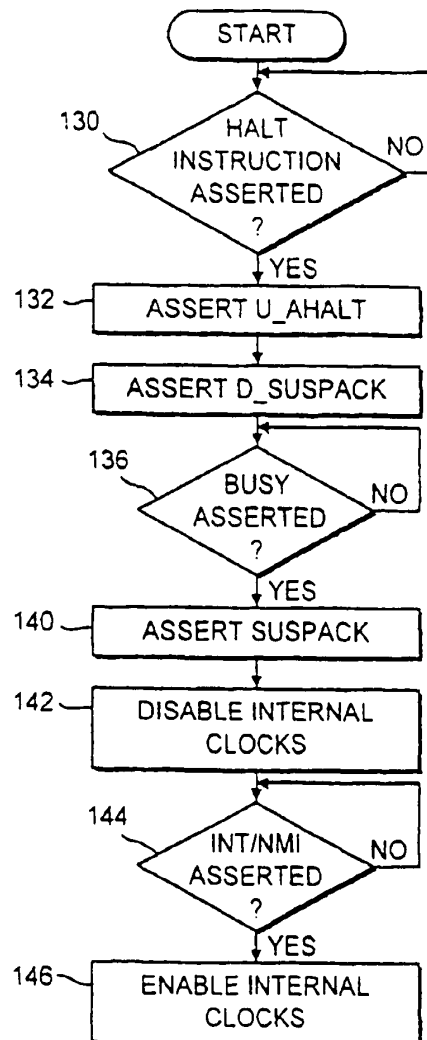 START
130
HALT
INSTRUCTION
ASSERTED
?
NO
YES
132
ASSERT U_AHALT
134
ASSERT D_SUSPACK
136
BUSY
ASSERTED
?
NO
YES
140
ASSERT SUSPACK
142
DISABLE INTERNAL
CLOCKS
144
INT/NMI
ASSERTED
?
NO
YES
146
ENABLE INTERNAL
CLOCKS